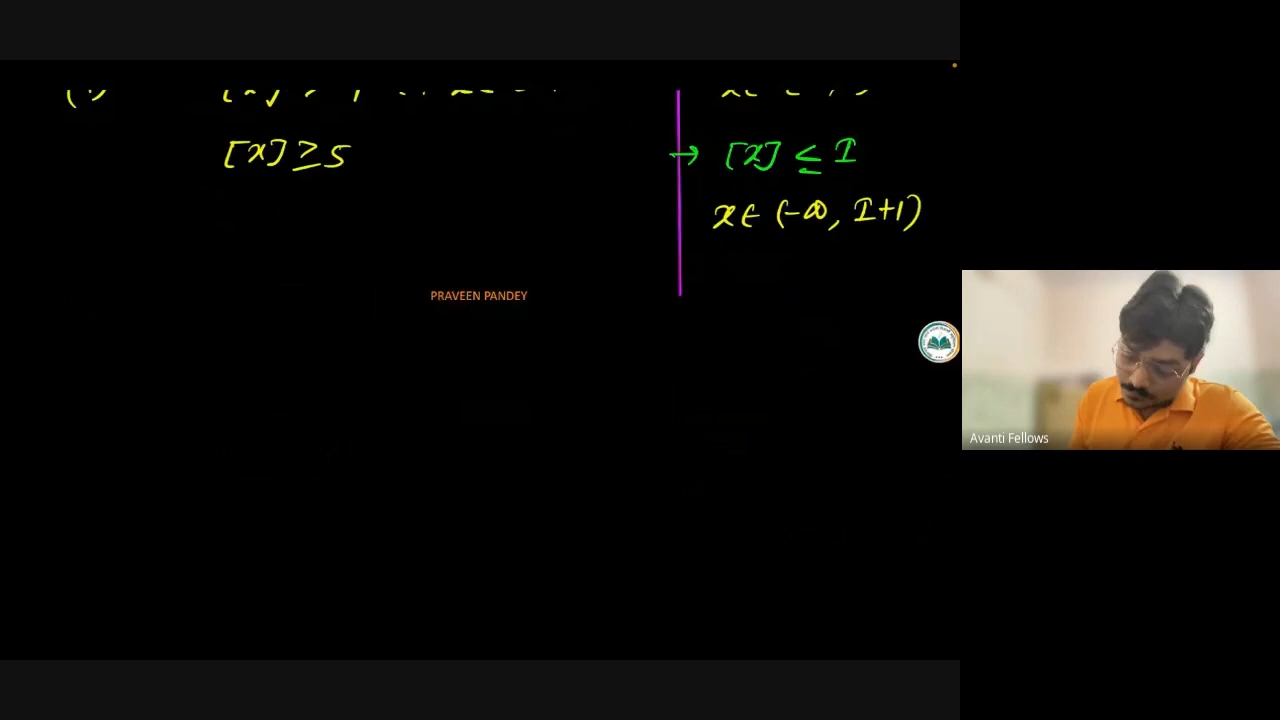 [x] ≥ 5
→ [x] ≤ I
x ∈ (-∞, I+1)
PRAVEEN PANDEY
Avanti Fellows